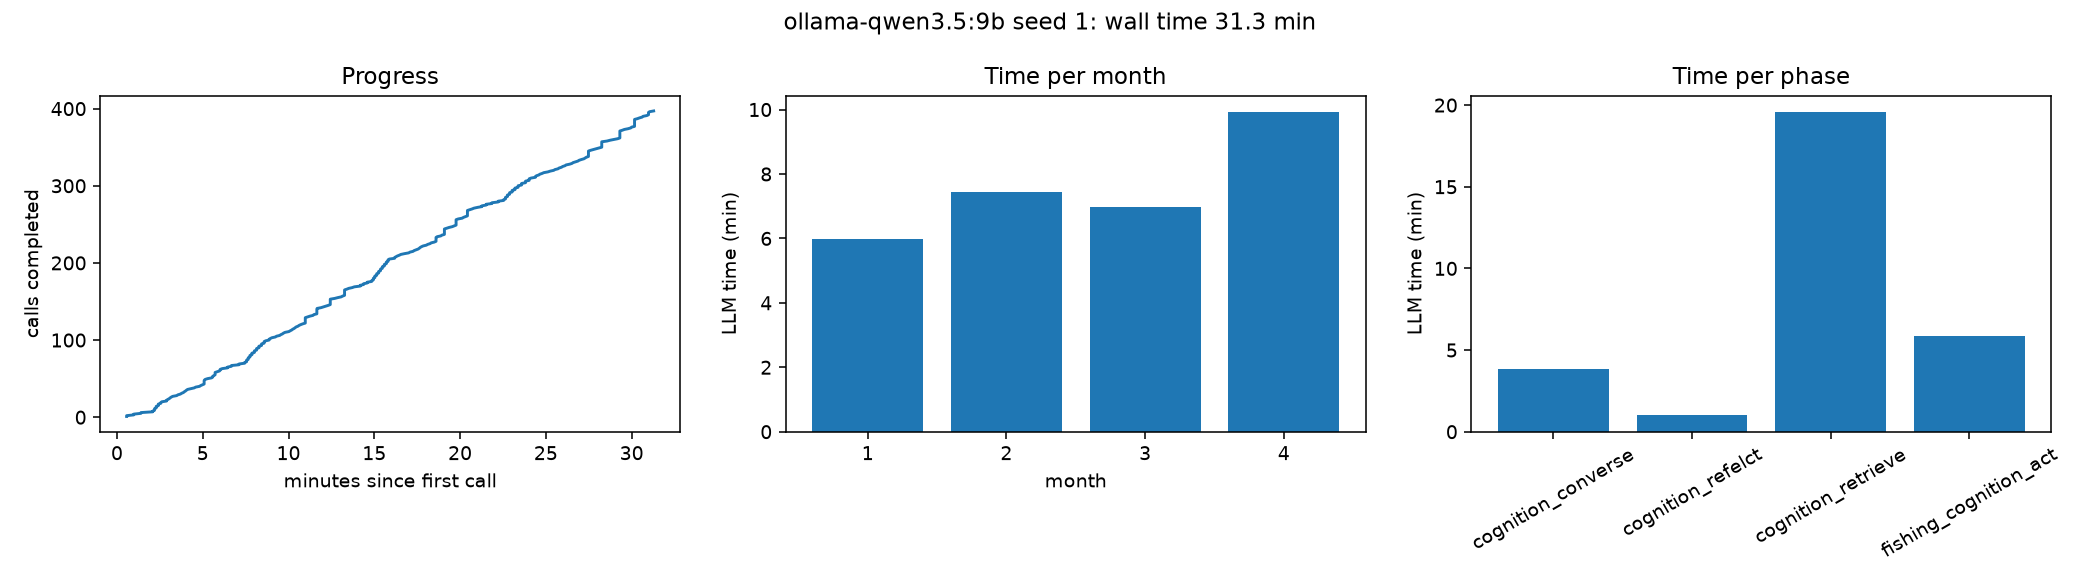 ollama-qwen3.5:9b seed 1: wall time 31.3 min
Progress
calls completed
400
300
200
100
0
0 5 10 15 20 25 30
minutes since first call
Time per month
LLM time (min)
10
8
6
4
2
0
1 2 3 4
month
Time per phase
LLM time (min)
20
15
10
5
0
cognition_converse
cognition_refelct
cognition_retrieve
fishing_cognition_act